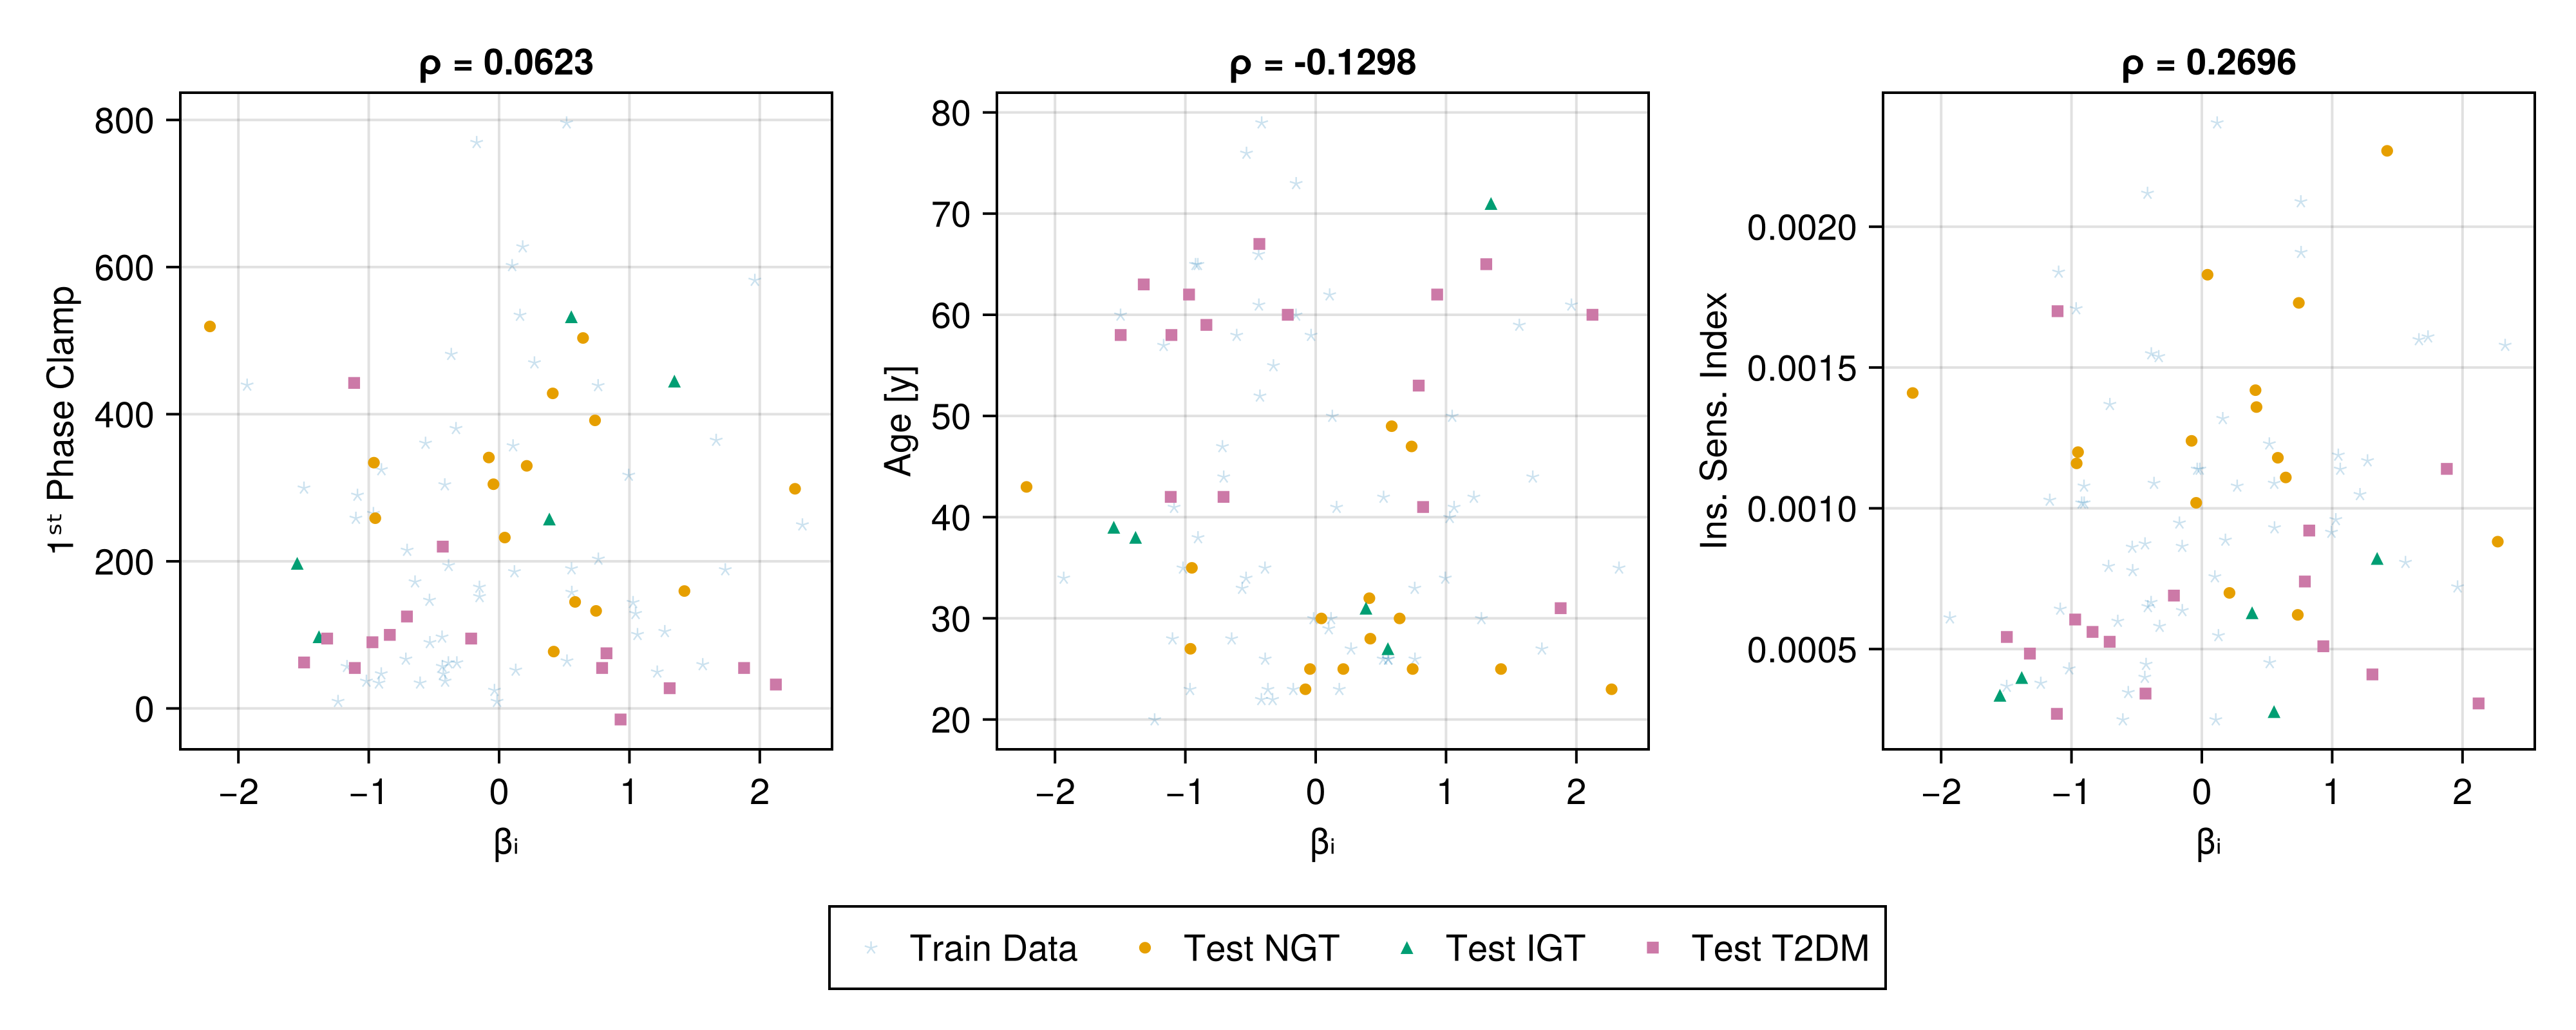 ρ = 0.0623
1ˢᵗ Phase Clamp
800
600
400
200
0
−2 −1 0 1 2
βᵢ
ρ = -0.1298
Age [y]
80
70
60
50
40
30
20
−2 −1 0 1 2
βᵢ
ρ = 0.2696
Ins. Sens. Index
0.0020
0.0015
0.0010
0.0005
−2 −1 0 1 2
βᵢ
Train Data Test NGT Test IGT Test T2DM